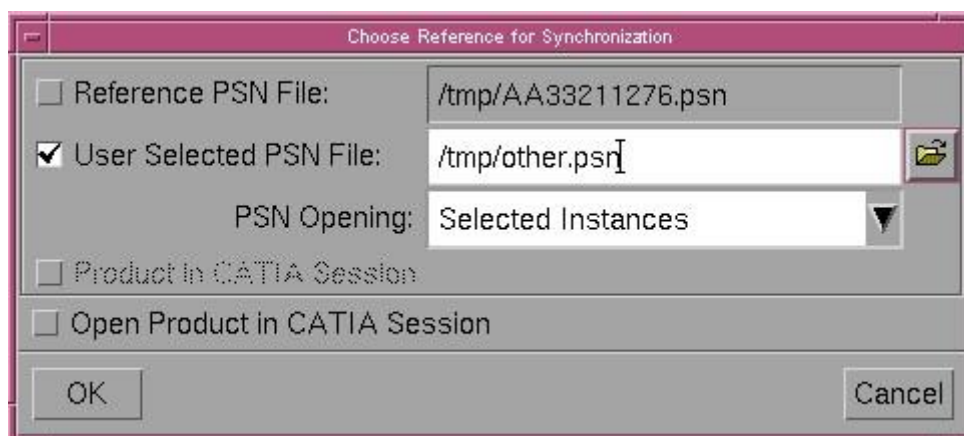 Choose Reference for Synchronization
Reference PSN File: /tmp/AA33211276.psn
User Selected PSN File: /tmp/other.psn
PSN Opening: Selected Instances
Product in CATIA Session
Open Product in CATIA Session
OK Cancel